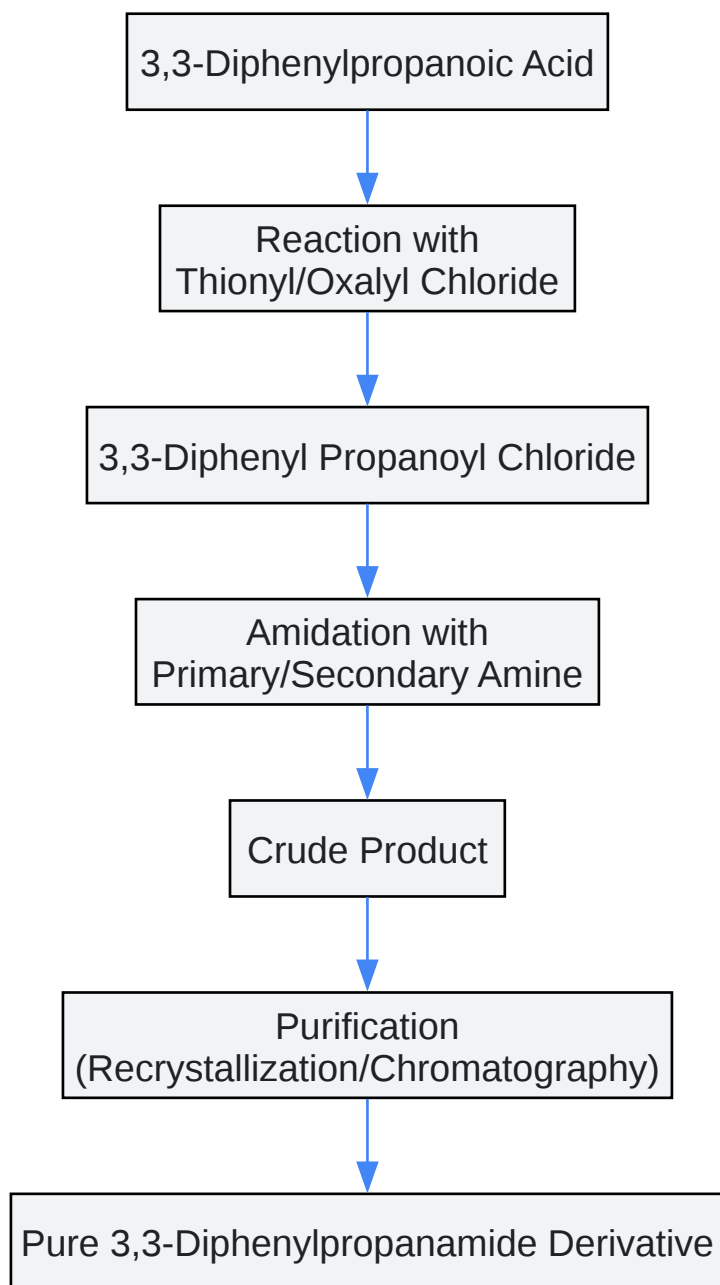 3,3-Diphenylpropanoic Acid
Reaction with
Thionyl/Oxalyl Chloride
3,3-Diphenyl Propanoyl Chloride
Amidation with
Primary/Secondary Amine
Crude Product
Purification
(Recrystallization/Chromatography)
Pure 3,3-Diphenylpropanamide Derivative